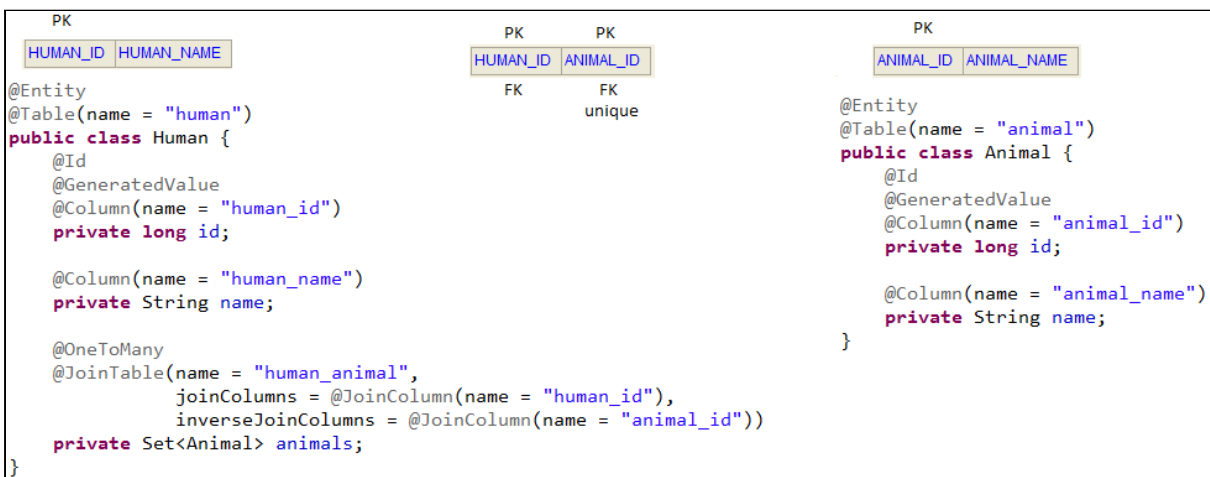 PK
HUMAN_ID HUMAN_NAME
@Entity
@Table(name = "human")
public class Human {
@Id
@GeneratedValue
@Column(name = "human_id")
private long id;
@Column(name = "human_name")
private String name;
@OneToMany
@JoinTable(name = "human_animal",
joinColumns = @JoinColumn(name = "human_id"),
inverseJoinColumns = @JoinColumn(name = "animal_id"))
private Set<Animal> animals;
}
PK PK
HUMAN_ID ANIMAL_ID
FK FK
unique
PK
ANIMAL_ID ANIMAL_NAME
@Entity
@Table(name = "animal")
public class Animal {
@Id
@GeneratedValue
@Column(name = "animal_id")
private long id;
@Column(name = "animal_name")
private String name;
}